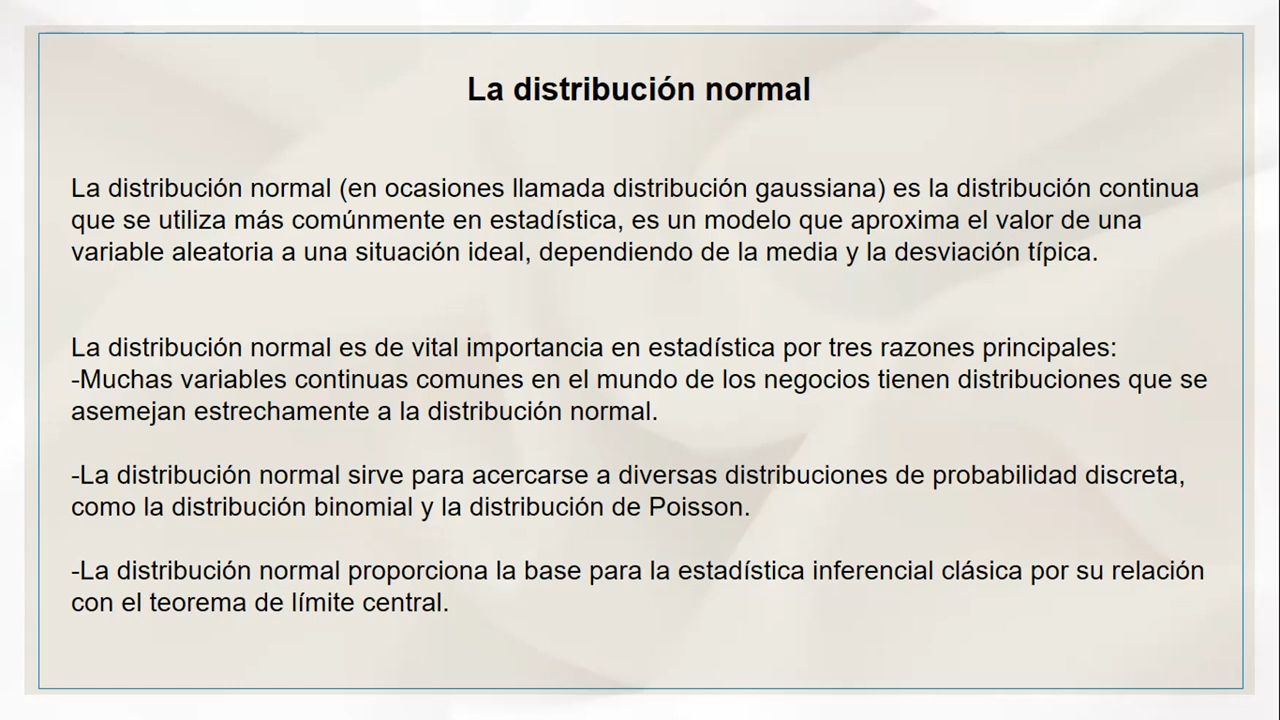 La distribución normal
La distribución normal (en ocasiones llamada distribución gaussiana) es la distribución continua
que se utiliza más comúnmente en estadística, es un modelo que aproxima el valor de una
variable aleatoria a una situación ideal, dependiendo de la media y la desviación típica.
La distribución normal es de vital importancia en estadística por tres razones principales:
-Muchas variables continuas comunes en el mundo de los negocios tienen distribuciones que se
asemejan estrechamente a la distribución normal.
-La distribución normal sirve para acercarse a diversas distribuciones de probabilidad discreta,
como la distribución binomial y la distribución de Poisson.
-La distribución normal proporciona la base para la estadística inferencial clásica por su relación
con el teorema de límite central.